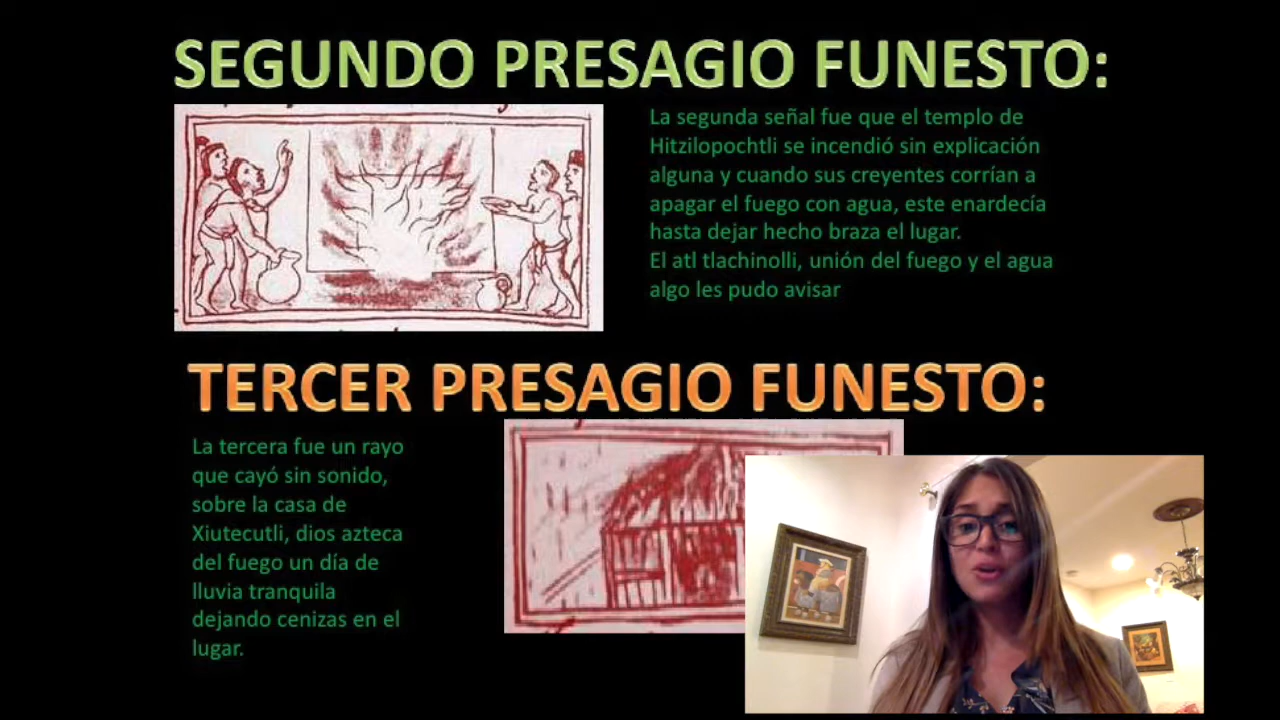 SEGUNDO PRESAGIO FUNESTO:
La segunda señal fue que el templo de
Hitzilopochtli se incendió sin explicación
alguna y cuando sus creyentes corrían a
apagar el fuego con agua, este enardecía
hasta dejar hecho braza el lugar.
El atl tlachinolli, unión del fuego y el agua
algo les pudo avisar
TERCER PRESAGIO FUNESTO:
La tercera fue un rayo
que cayó sin sonido,
sobre la casa de
Xiutecutli, dios azteca
del fuego un día de
lluvia tranquila
dejando cenizas en el
lugar.